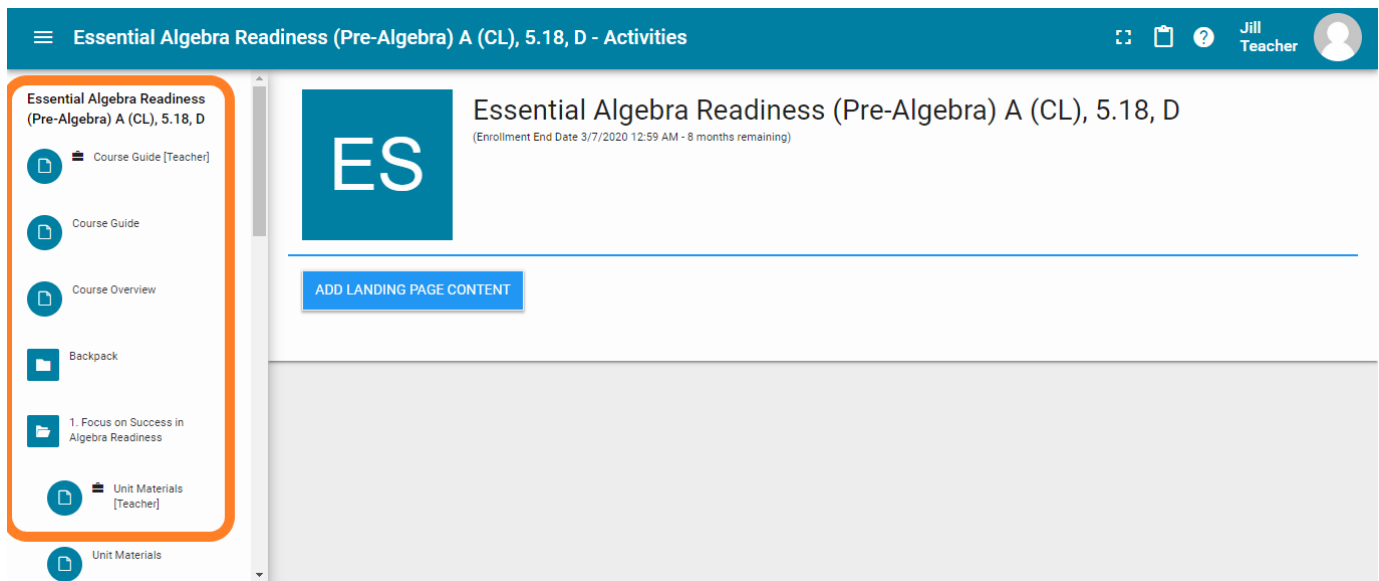 Essential Algebra Readiness (Pre-Algebra) A (CL), 5.18, D - Activities
Jill
Teacher
Essential Algebra Readiness
(Pre-Algebra) A (CL), 5.18, D
Course Guide [Teacher]
Course Guide
Course Overview
Backpack
1. Focus on Success in
Algebra Readiness
Unit Materials
[Teacher]
Unit Materials
ES
Essential Algebra Readiness (Pre-Algebra) A (CL), 5.18, D
(Enrollment End Date 3/7/2020 12:59 AM - 8 months remaining)
ADD LANDING PAGE CONTENT